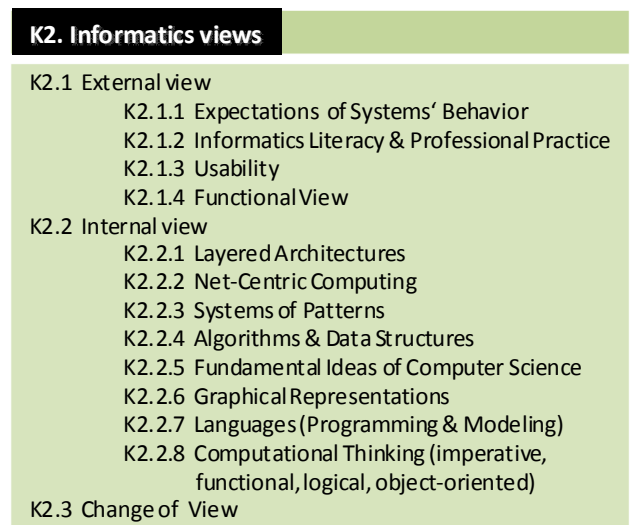 K2. Informatics views
K2.1 External view
K2.1.1 Expectations of Systems‘ Behavior
K2.1.2 Informatics Literacy & Professional Practice
K2.1.3 Usability
K2.1.4 Functional View
K2.2 Internal view
K2.2.1 Layered Architectures
K2.2.2 Net-Centric Computing
K2.2.3 Systems of Patterns
K2.2.4 Algorithms & Data Structures
K2.2.5 Fundamental Ideas of Computer Science
K2.2.6 Graphical Representations
K2.2.7 Languages (Programming & Modeling)
K2.2.8 Computational Thinking (imperative,
functional, logical, object-oriented)
K2.3 Change of View